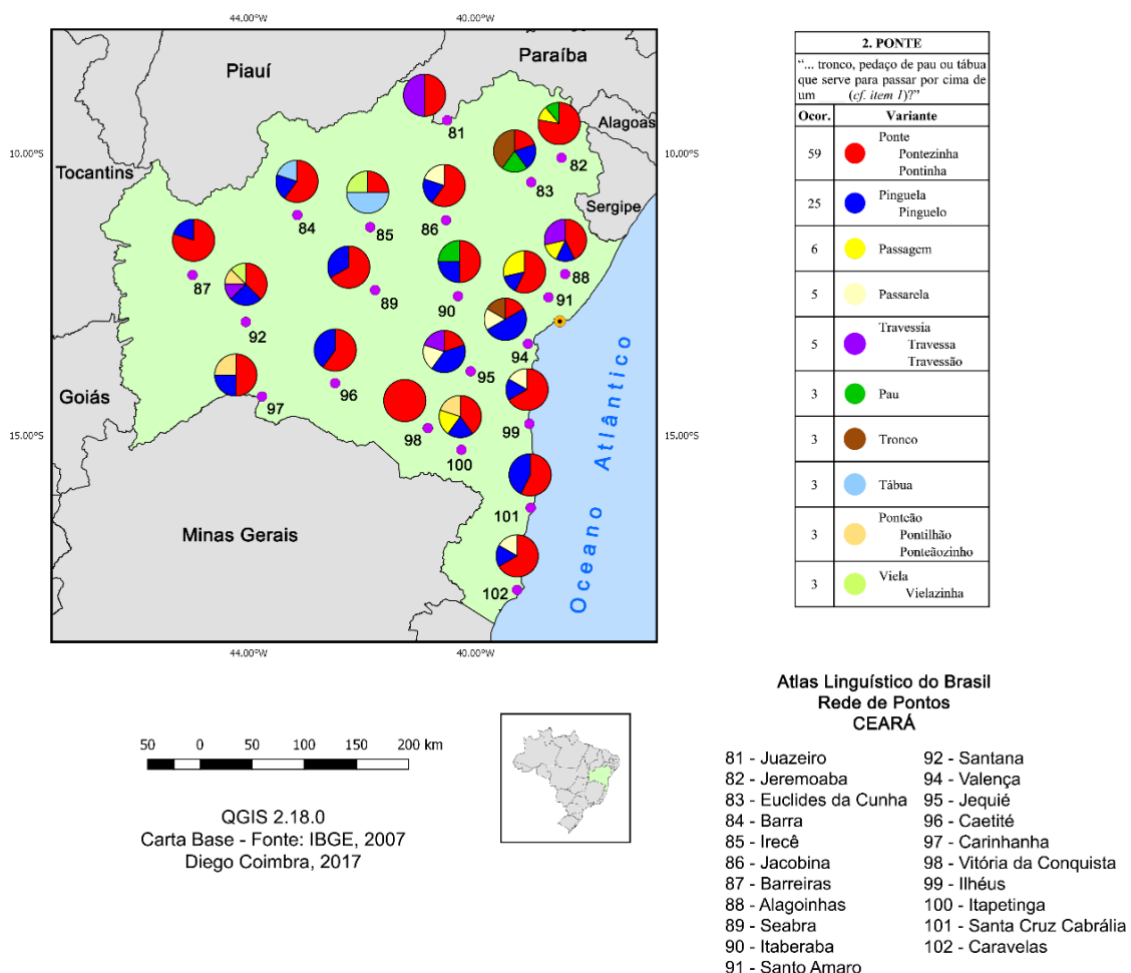 44.00°W 40.00°W
Piauí
Paraíba
Alagoas
Sergipe
Tocantins
Goiás
Minas Gerais
Oceano Atlântico
10.00°S 10.00°S
15.00°S 15.00°S
81
82
83
84
85
86
87
88
89
90
91
92
94
95
96
97
98
99
100
101
102
44.00°W 40.00°W
2. PONTE
“... tronco, pedaço de pau ou tábua
que serve para passar por cima de
um ____ (cf. item 1)?”
Ocor. Variante
59 Ponte
Pontezinha
Pontinha
25 Pinguela
Pinguelo
6 Passagem
5 Passarela
5 Travessia
Travessa
Travessão
3 Pau
3 Tronco
3 Tábua
3 Pontcão
Pontilhão
Ponteãozinho
3 Viela
Vielazinha
50 0 50 100 150 200 km
QGIS 2.18.0
Carta Base - Fonte: IBGE, 2007
Diego Coimbra, 2017
Atlas Linguístico do Brasil
Rede de Pontos
CEARÁ
81 - Juazeiro
82 - Jeremoaba
83 - Euclides da Cunha
84 - Barra
85 - Irecê
86 - Jacobina
87 - Barreiras
88 - Alagoinhas
89 - Seabra
90 - Itaberaba
91 - Santo Amaro
92 - Santana
94 - Valença
95 - Jequié
96 - Caetité
97 - Carinhanha
98 - Vitória da Conquista
99 - Ilhéus
100 - Itapetinga
101 - Santa Cruz Cabrália
102 - Caravelas